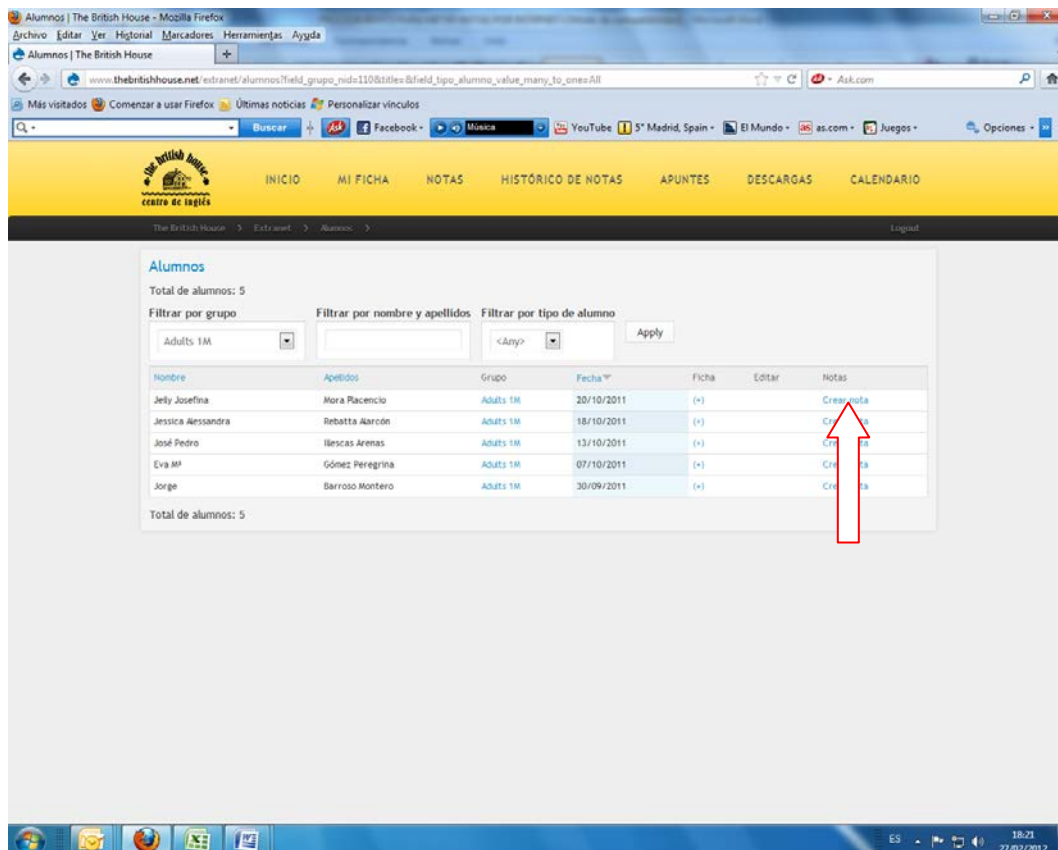 Alumnos | The British House - Mozilla Firefox
Archivo Editar Ver Historial Marcadores Herramientas Ayuda
Alumnos | The British House +
www.thebritishhouse.net/extranet/alumnos?field_grupo_nid=110&title=&field_tipo_alumno_value_many_to_one=All Ask.com
Más visitados Comenzar a usar Firefox Últimas noticias Personalizar vínculos
Buscar Ask Facebook Música YouTube 5° Madrid, Spain El Mundo as.com Juegos Opciones
the british house
centro de inglés
INICIO MI FICHA NOTAS HISTÓRICO DE NOTAS APUNTES DESCARGAS CALENDARIO
The British House > Extranet > Alumnos > Logout
Alumnos
Total de alumnos: 5
Filtrar por grupo Filtrar por nombre y apellidos Filtrar por tipo de alumno
Adults 1M <Any> Apply
Nombre Apellidos Grupo Fecha Ficha Editar Notas
Jelly Josefina Mora Placencio Adults 1M 20/10/2011 (+) Crear nota
Jessica Alessandra Rebatta Alarcón Adults 1M 18/10/2011 (+)
José Pedro Illescas Arenas Adults 1M 13/10/2011 (+)
Eva Mª Gómez Peregrina Adults 1M 07/10/2011 (+)
Jorge Barroso Montero Adults 1M 30/09/2011 (+)
Total de alumnos: 5
ES 18:21
27/02/2012